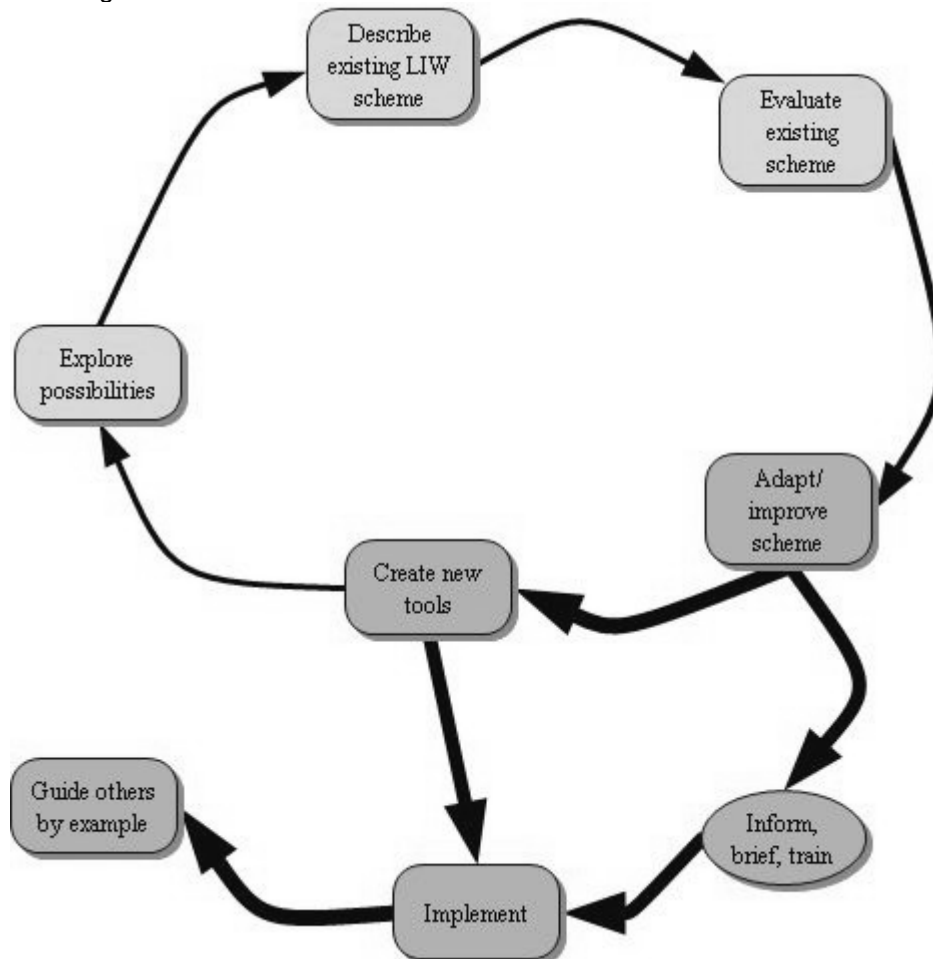 Describe
existing LIW
scheme
Evaluate
existing
scheme
Explore
possibilities
Adapt/
improve
scheme
Create new
tools
Guide others
by example
Inform,
brief, train
Implement